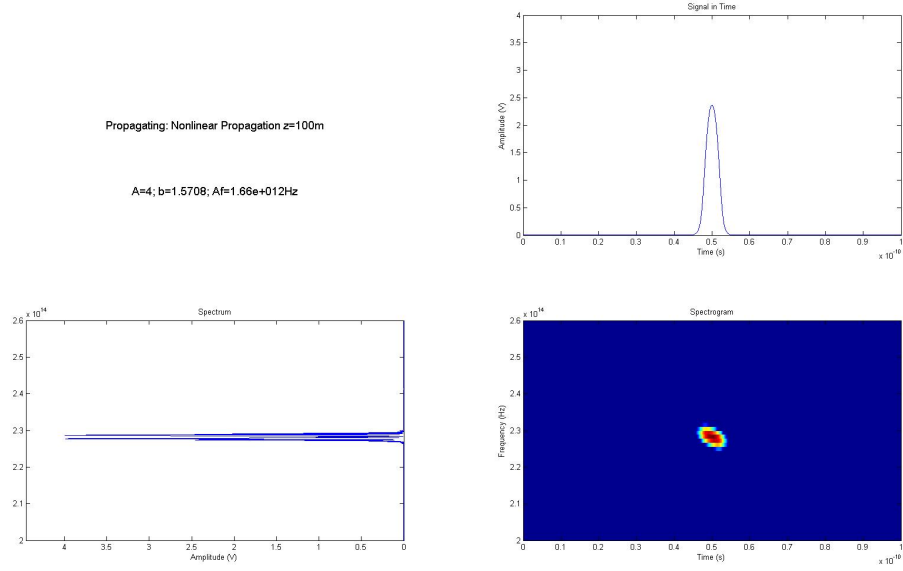 Propagating: Nonlinear Propagation z=100m
A=4; b=1.5708; Af=1.66e+012Hz
Signal in Time
4
3.5
3
2.5
2
1.5
1
0.5
0
Amplitude (V)
0 0.1 0.2 0.3 0.4 0.5 0.6 0.7 0.8 0.9 1
Time (s)
x 10^-10
Spectrum
x 10^14
2.6
2.5
2.4
2.3
2.2
2.1
2
4 3.5 3 2.5 2 1.5 1 0.5 0
Amplitude (V)
Spectrogram
x 10^14
2.6
2.5
2.4
2.3
2.2
2.1
2
Frequency (Hz)
0 0.1 0.2 0.3 0.4 0.5 0.6 0.7 0.8 0.9 1
Time (s)
x 10^-10